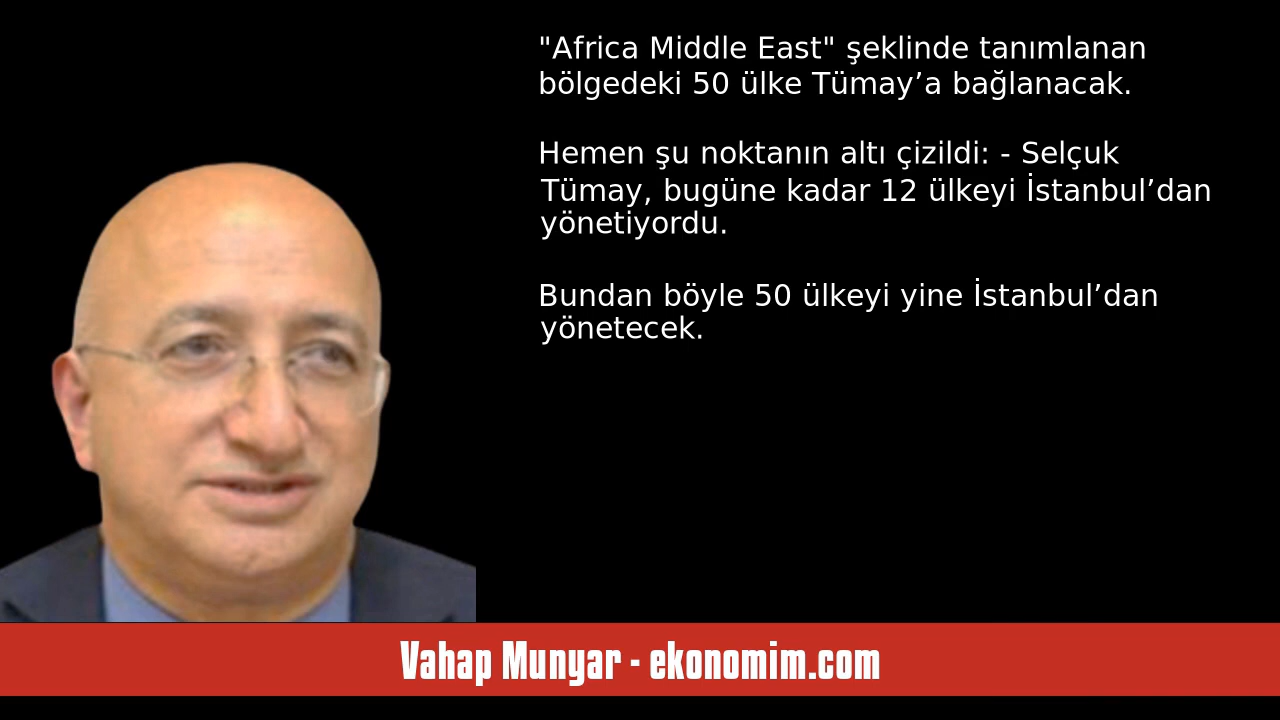 "Africa Middle East" şeklinde tanımlanan
bölgedeki 50 ülke Tümay’a bağlanacak.
Hemen şu noktanın altı çizildi: - Selçuk
Tümay, bugüne kadar 12 ülkeyi İstanbul’dan
yönetiyordu.
Bundan böyle 50 ülkeyi yine İstanbul’dan
yönetecek.
Vahap Munyar - ekonomim.com